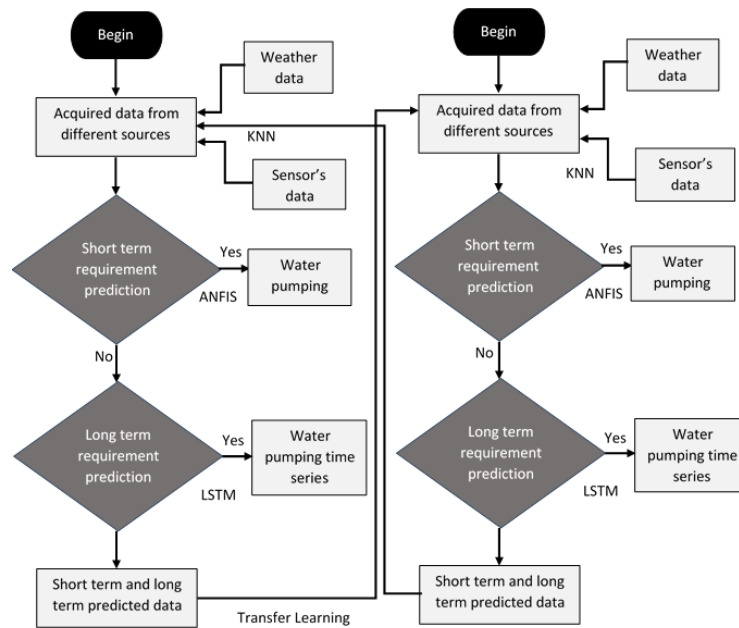 Begin
Weather
data
Acquired data from
different sources
KNN
Sensor's
data
Short term
requirement
prediction
Yes
ANFIS
Water
pumping
No
Long term
requirement
prediction
Yes
LSTM
Water
pumping time
series
Short term and long
term predicted data
Transfer Learning
Begin
Weather
data
Acquired data from
different sources
KNN
Sensor's
data
Short term
requirement
prediction
Yes
ANFIS
Water
pumping
No
Long term
requirement
prediction
Yes
LSTM
Water
pumping time
series
Short term and long
term predicted data